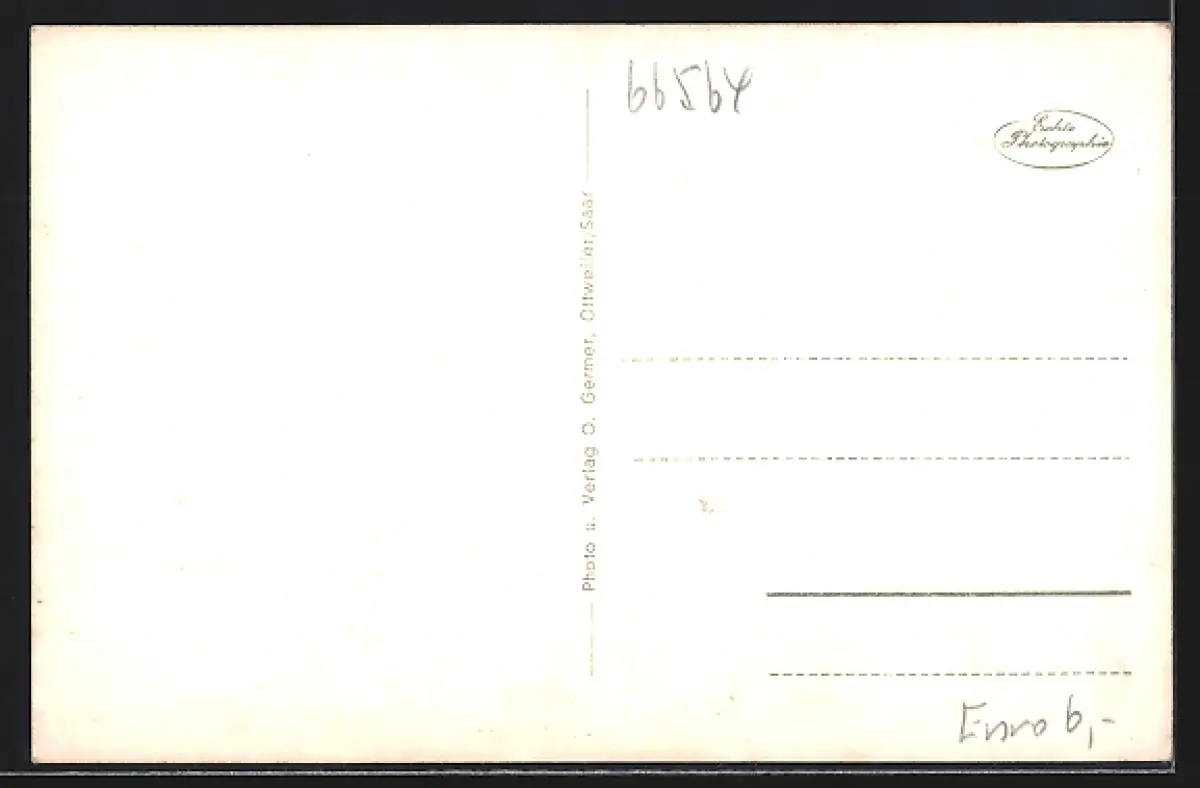 66564
Echte
Photographie
Photo u. Verlag O. Germer, Ottweiler/Saar
Euro 6,-